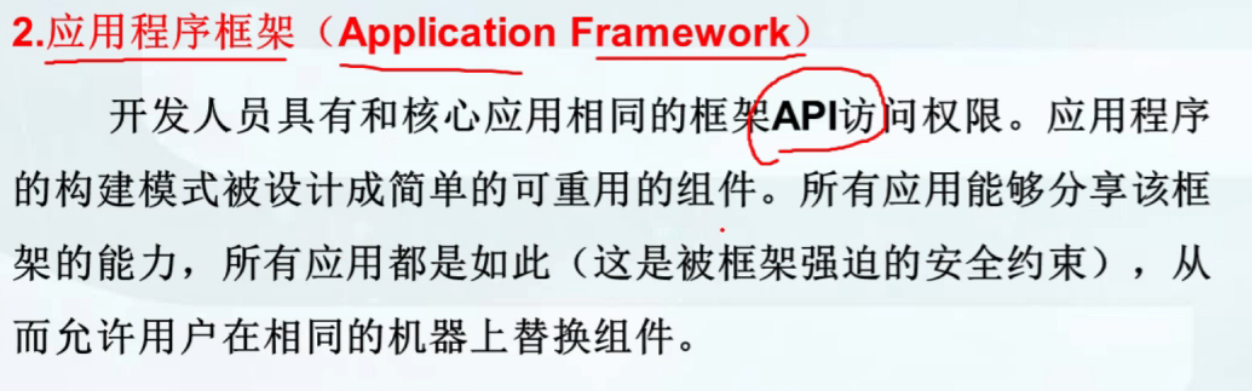 2.应用程序框架（Application Framework）
开发人员具有和核心应用相同的框架API访问权限。应用程序
的构建模式被设计成简单的可重用的组件。所有应用能够分享该框
架的能力，所有应用都是如此（这是被框架强迫的安全约束），从
而允许用户在相同的机器上替换组件。